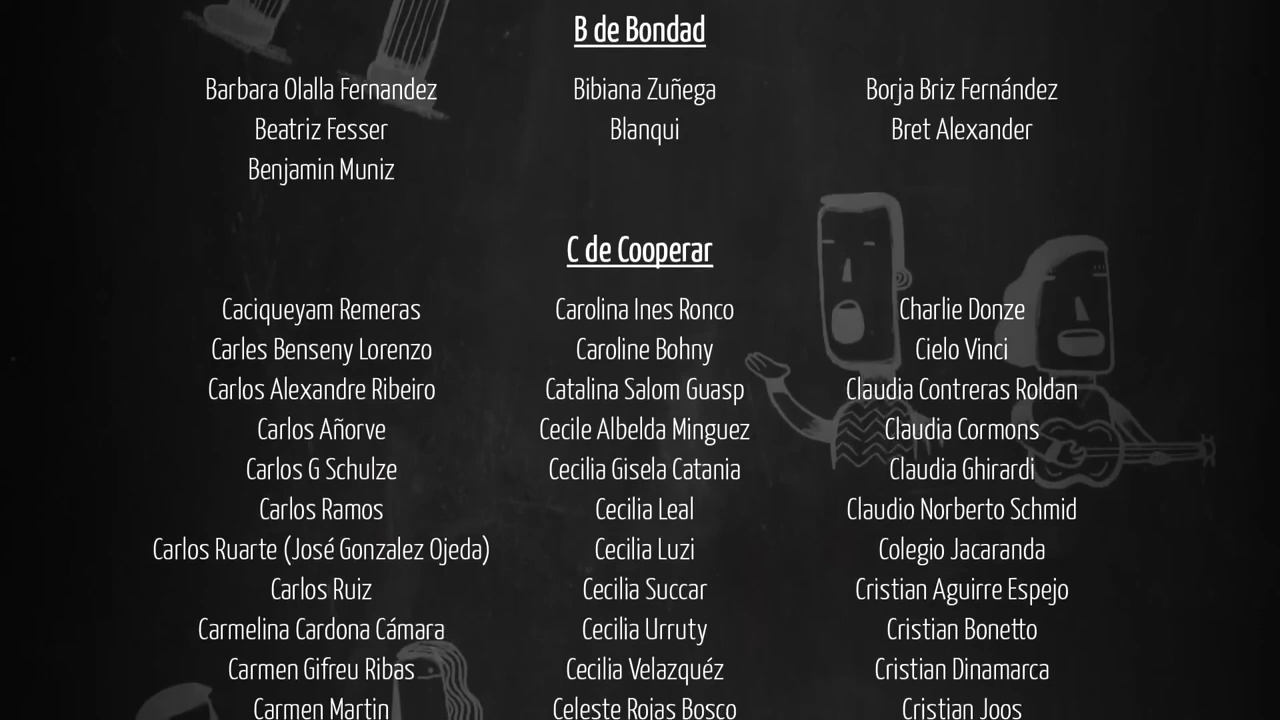 B de Bondad
Barbara Olalla Fernandez
Beatriz Fesser
Benjamin Muniz
Bibiana Zuñega
Blanqui
Borja Briz Fernández
Bret Alexander
C de Cooperar
Caciqueyam Remeras
Carles Benseny Lorenzo
Carlos Alexandre Ribeiro
Carlos Añorve
Carlos G Schulze
Carlos Ramos
Carlos Ruarte (José Gonzalez Ojeda)
Carlos Ruiz
Carmelina Cardona Cámara
Carmen Gifreu Ribas
Carmen Martin
Carolina Ines Ronco
Caroline Bohny
Catalina Salom Guasp
Cecile Albelda Minguez
Cecilia Gisela Catania
Cecilia Leal
Cecilia Luzi
Cecilia Succar
Cecilia Urruty
Cecilia Velazquéz
Celeste Rojas Bosco
Charlie Donze
Cielo Vinci
Claudia Contreras Roldan
Claudia Cormons
Claudia Ghirardi
Claudio Norberto Schmid
Colegio Jacaranda
Cristian Aguirre Espejo
Cristian Bonetto
Cristian Dinamarca
Cristian Joos